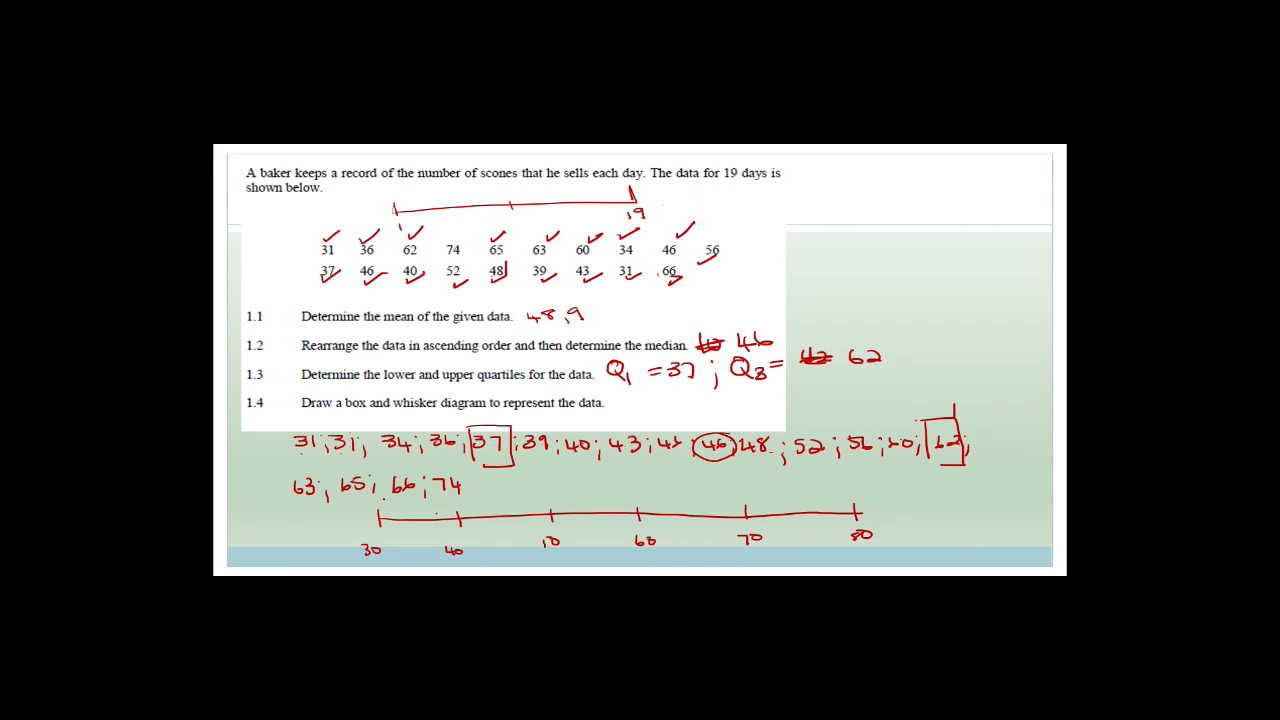 A baker keeps a record of the number of scones that he sells each day. The data for 19 days is
shown below.
19
31 36 62 74 65 63 60 34 46 56
37 46 40 52 48 39 43 31 66
1.1 Determine the mean of the given data. 48,9
1.2 Rearrange the data in ascending order and then determine the median. 46
1.3 Determine the lower and upper quartiles for the data. Q1 = 37 ; Q3 = 62
1.4 Draw a box and whisker diagram to represent the data.
31 ; 31 ; 34 ; 36 ; 37 ; 39 ; 40 ; 43 ; 46 ; 46 ; 48 ; 52 ; 56 ; 60 ; 62 ;
63 ; 65 ; 66 ; 74
30 40 60 70 80